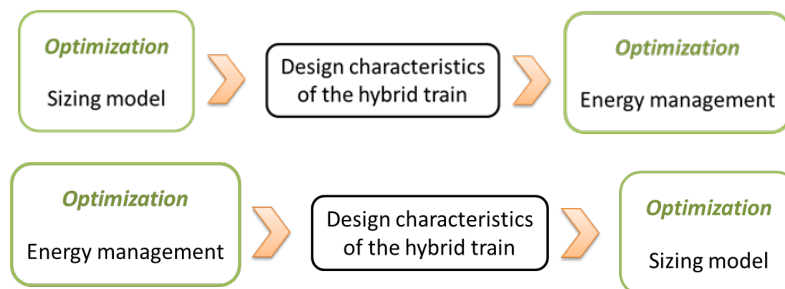 Optimization
Sizing model
Design characteristics
of the hybrid train
Optimization
Energy management
Optimization
Energy management
Design characteristics
of the hybrid train
Optimization
Sizing model